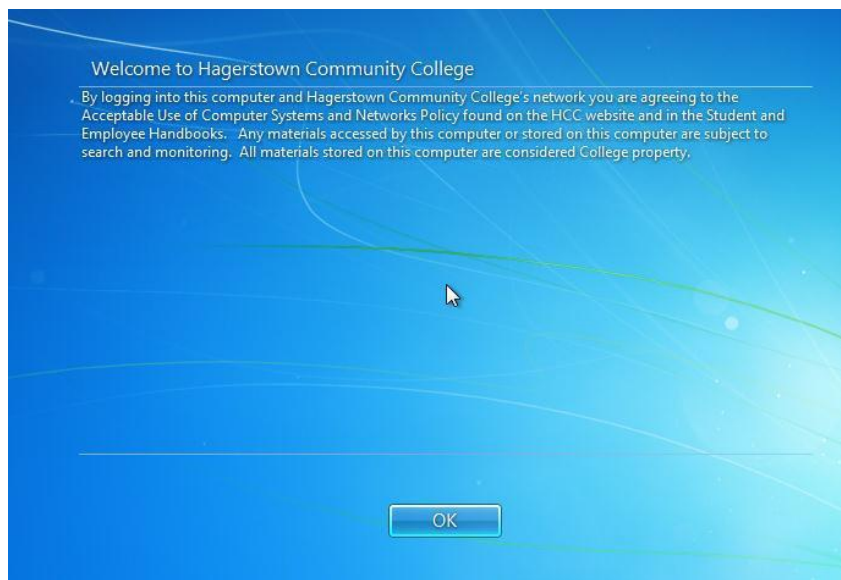 Welcome to Hagerstown Community College
By logging into this computer and Hagerstown Community College's network you are agreeing to the
Acceptable Use of Computer Systems and Networks Policy found on the HCC website and in the Student and
Employee Handbooks. Any materials accessed by this computer or stored on this computer are subject to
search and monitoring. All materials stored on this computer are considered College property.
OK